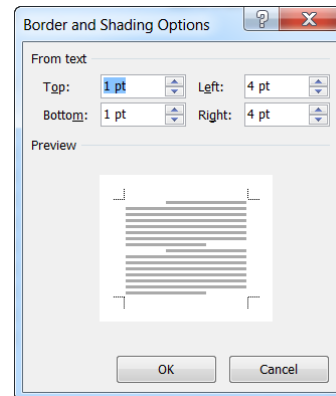 Border and Shading Options
From text
Top: 1 pt Left: 4 pt
Bottom: 1 pt Right: 4 pt
Preview
OK Cancel